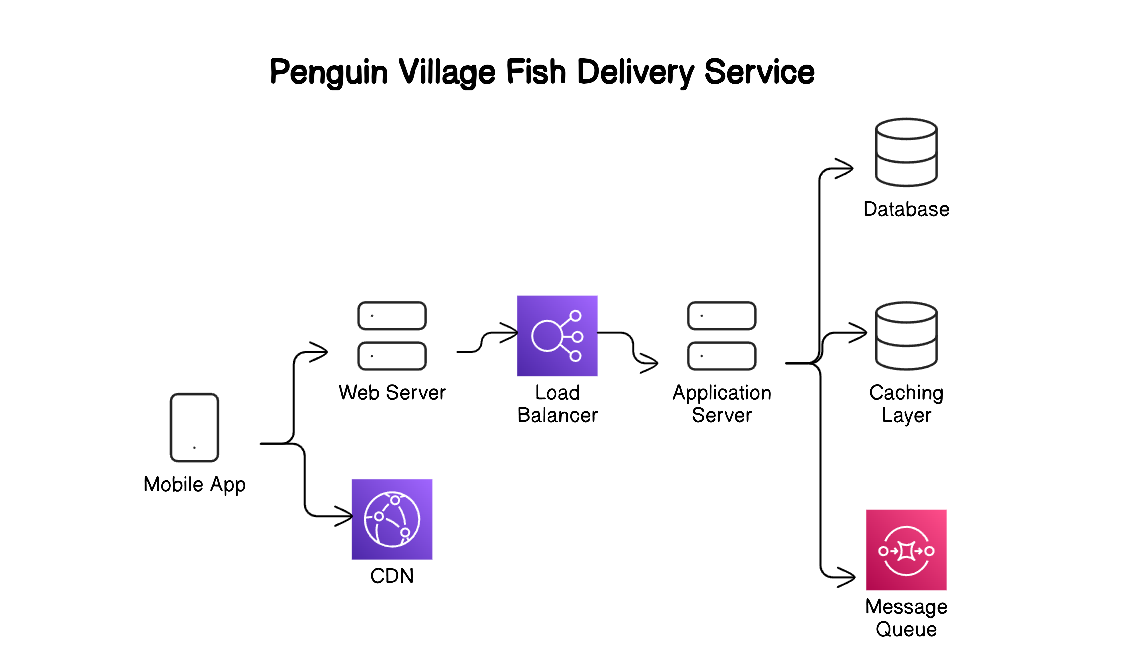 Penguin Village Fish Delivery Service
Database
Web Server
Load
Balancer
Application
Server
Caching
Layer
Mobile App
CDN
Message
Queue